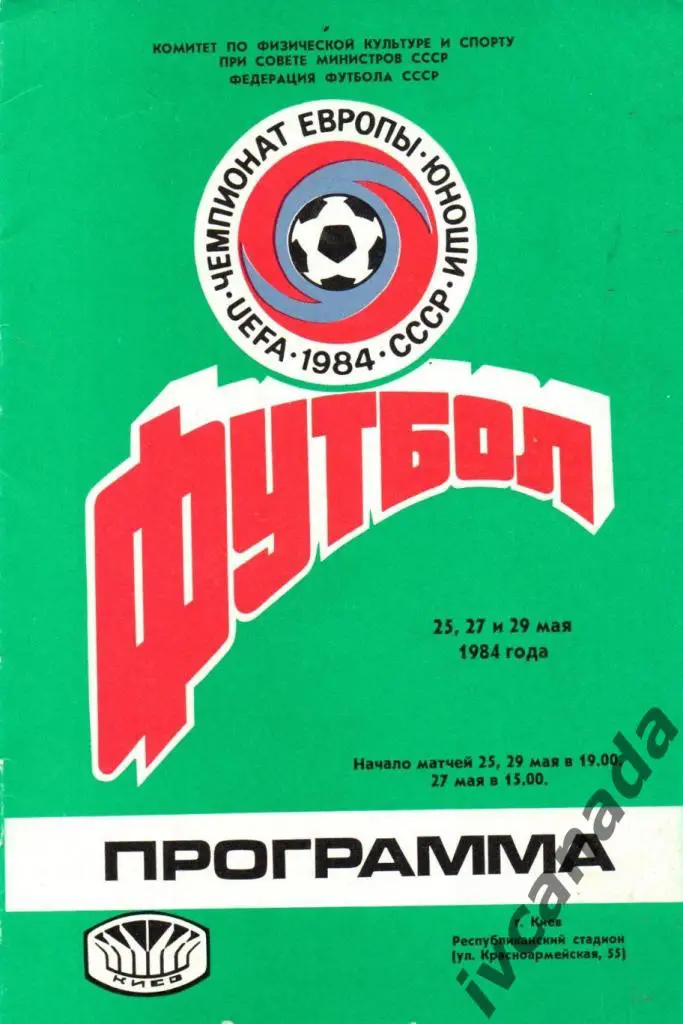 КОМИТЕТ ПО ФИЗИЧЕСКОЙ КУЛЬТУРЕ И СПОРТУ
ПРИ СОВЕТЕ МИНИСТРОВ СССР
ФЕДЕРАЦИЯ ФУТБОЛА СССР
ЧЕМПИОНАТ ЕВРОПЫ · ЮНОШИ ·
UEFA · 1984 · СССР ·
ФУТБОЛ
25, 27 и 29 мая
1984 года
Начало матчей 25, 29 мая в 19.00.
27 мая в 15.00.
ПРОГРАММА
КИЕВ
г. Киев
Республиканский стадион
(ул. Красноармейская, 55)
ivcanada